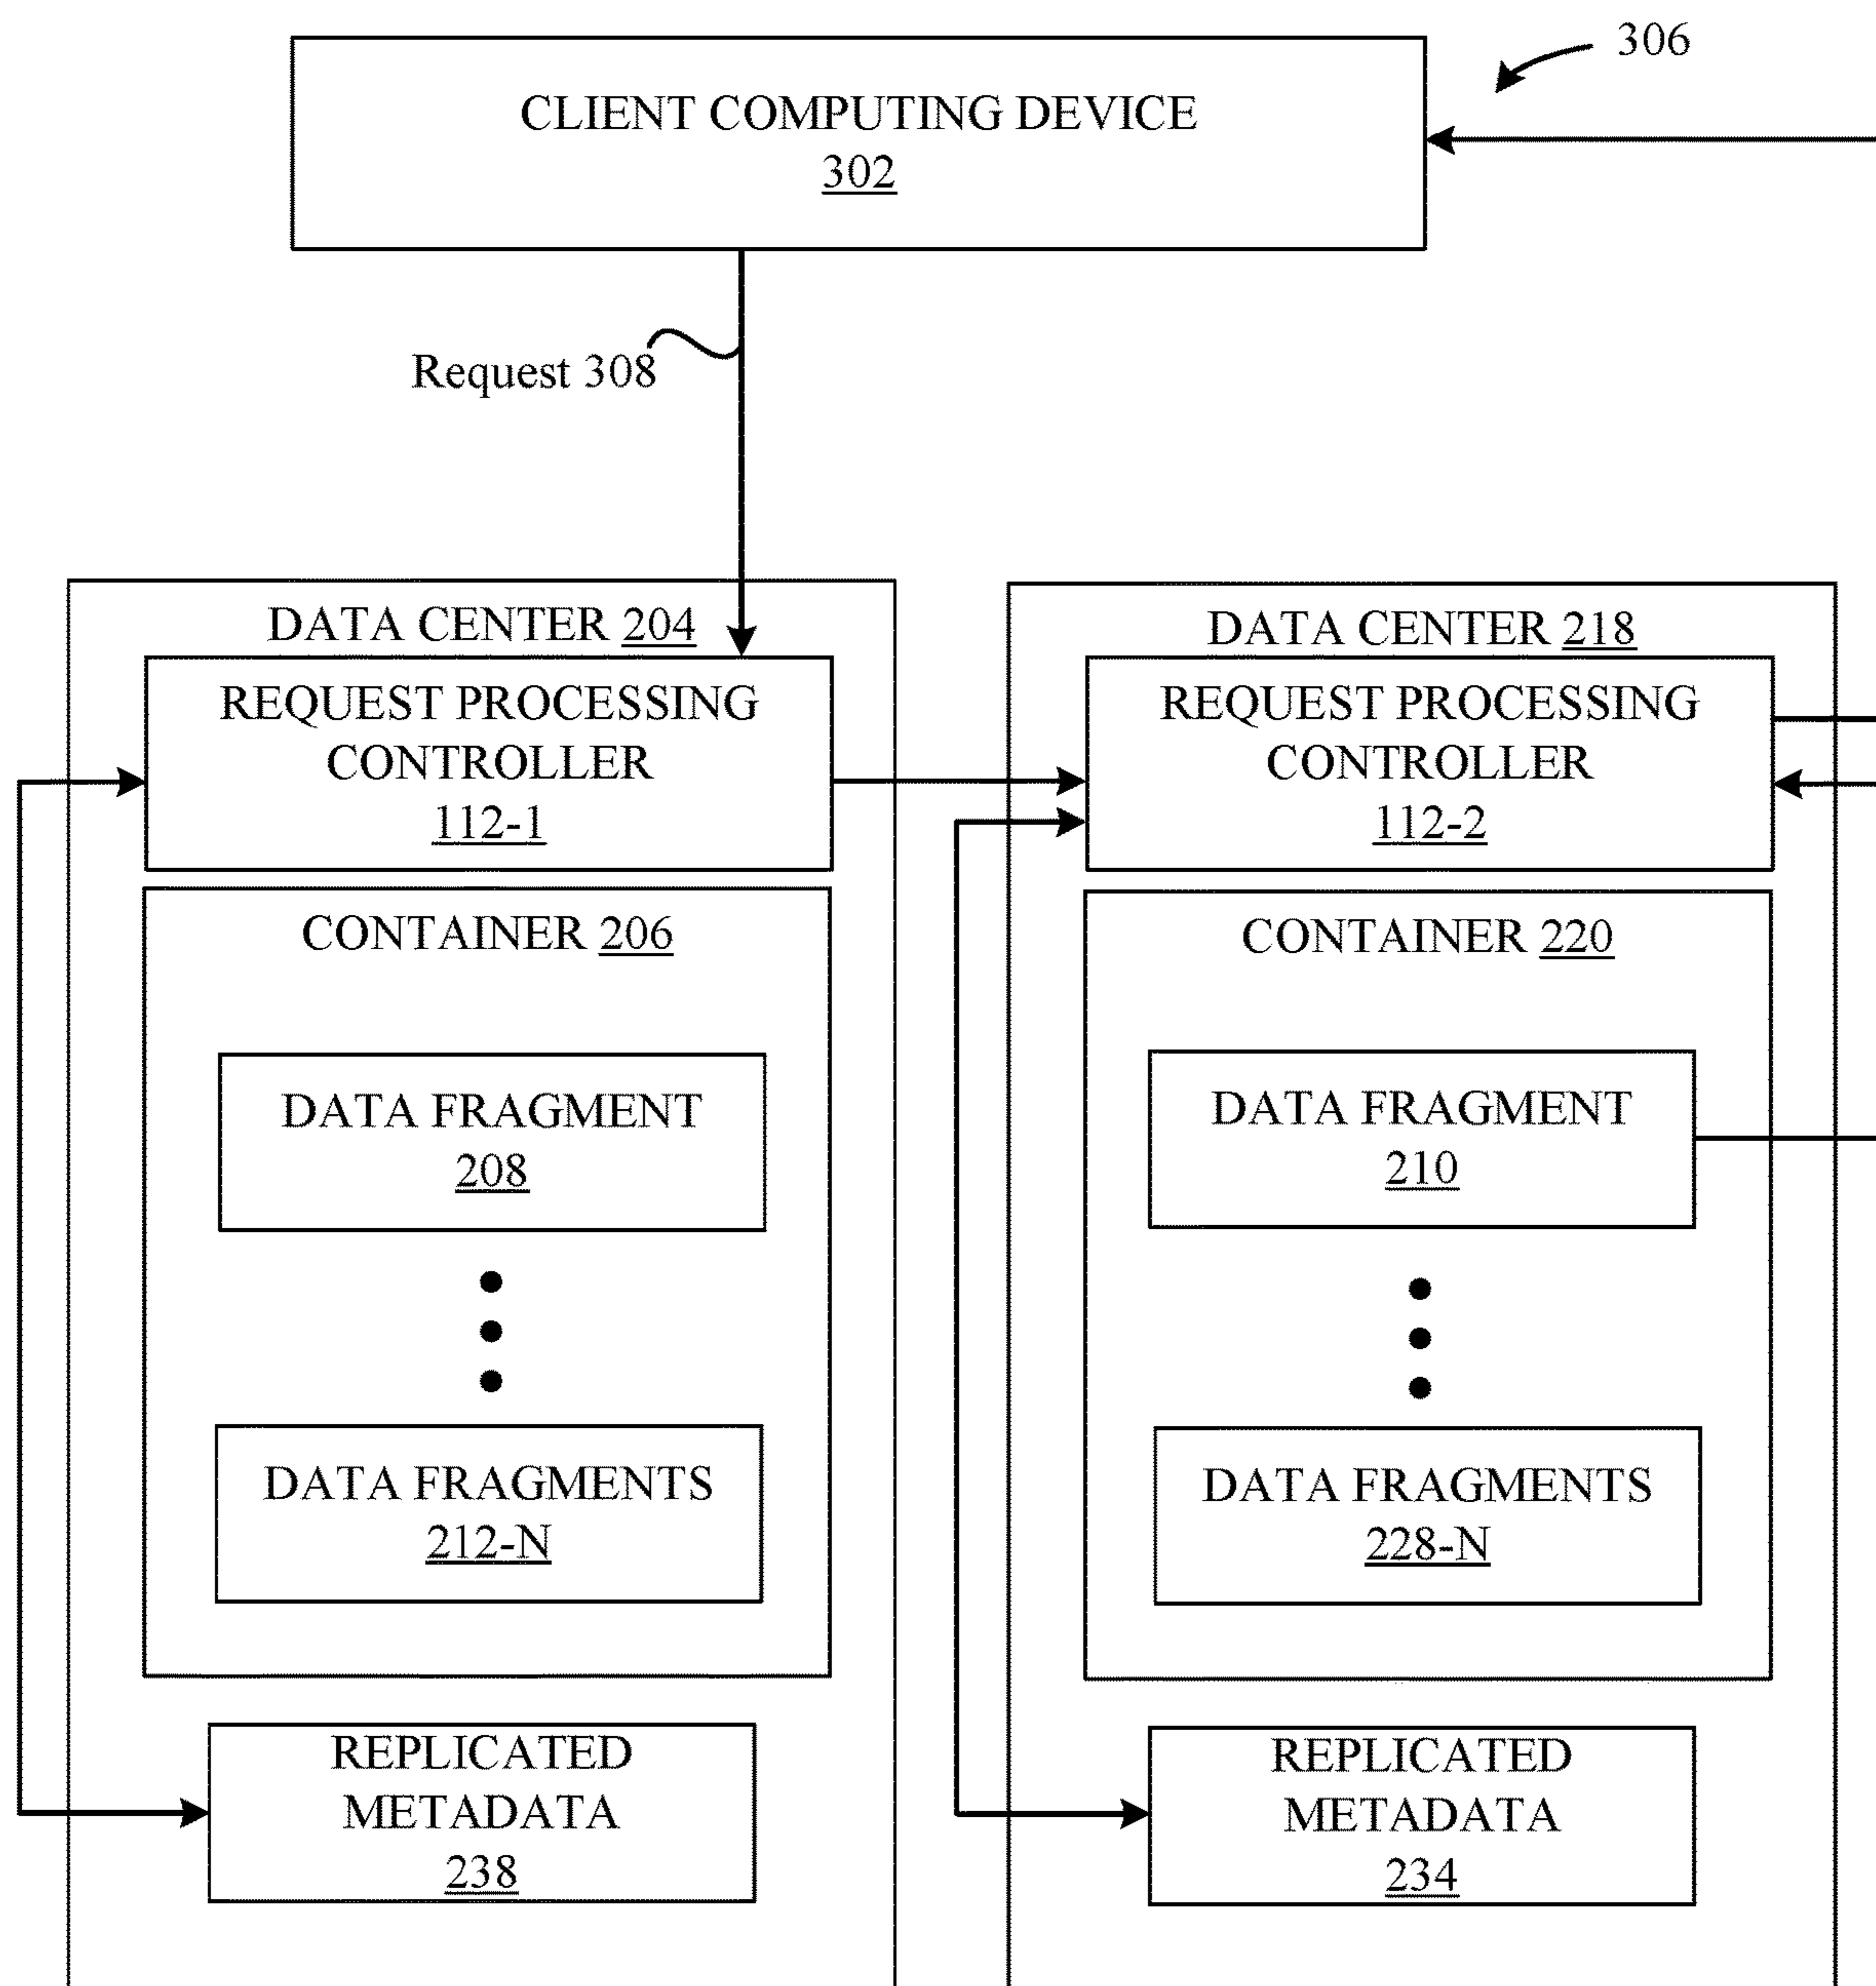 306
CLIENT COMPUTING DEVICE
302
Request 308
DATA CENTER 204
REQUEST PROCESSING
CONTROLLER
112-1
CONTAINER 206
DATA FRAGMENT
208
DATA FRAGMENTS
212-N
REPLICATED
METADATA
238
DATA CENTER 218
REQUEST PROCESSING
CONTROLLER
112-2
CONTAINER 220
DATA FRAGMENT
210
DATA FRAGMENTS
228-N
REPLICATED
METADATA
234